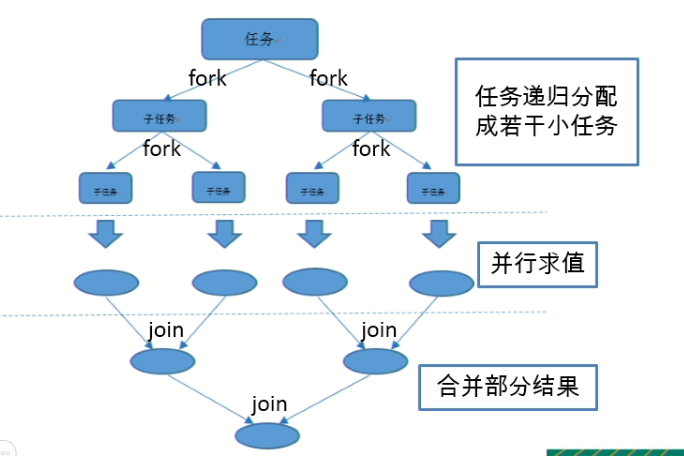 任务
fork
fork
任务递归分配
成若干小任务
子任务
子任务
fork
fork
子任务
子任务
子任务
子任务
并行求值
join
join
合并部分结果
join